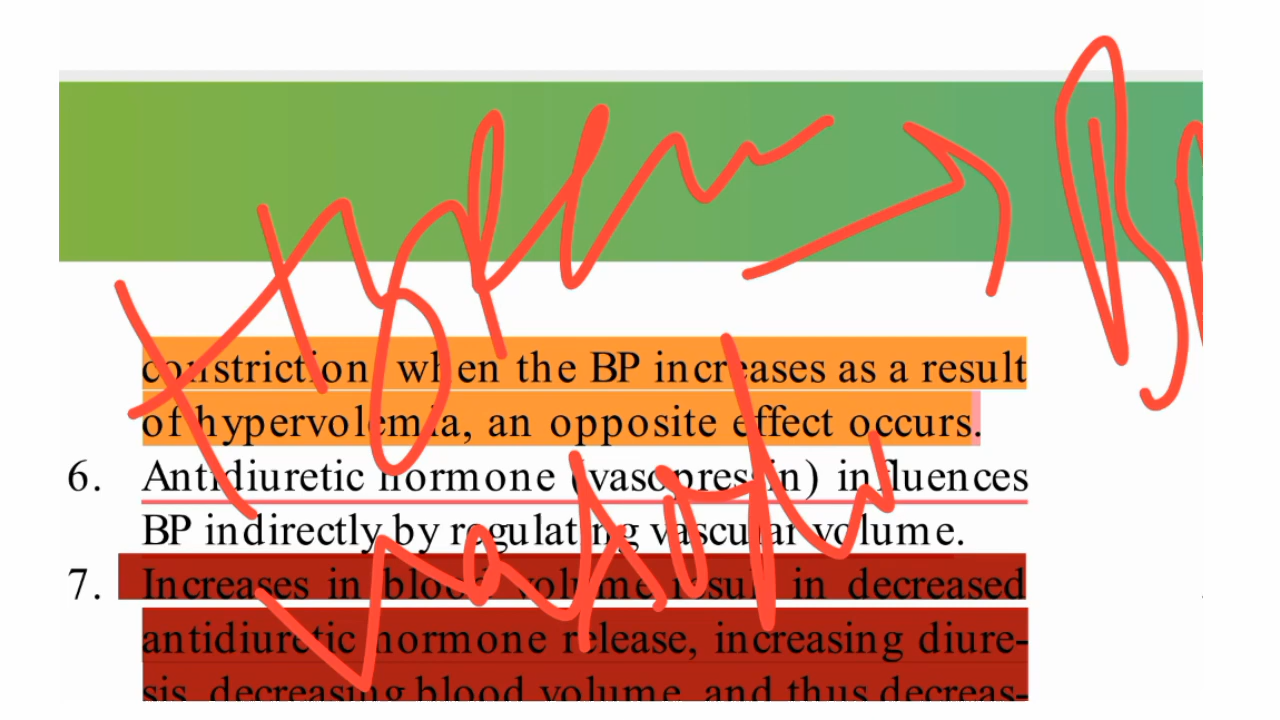 constriction when the BP increases as a result
of hypervolemia, an opposite effect occurs.
6. Antidiuretic hormone (vasopressin) influences
BP indirectly by regulating vascular volume.
7. Increases in blood volume result in decreased
antidiuretic hormone release, increasing diure-
sis, decreasing blood volume, and thus decreas-